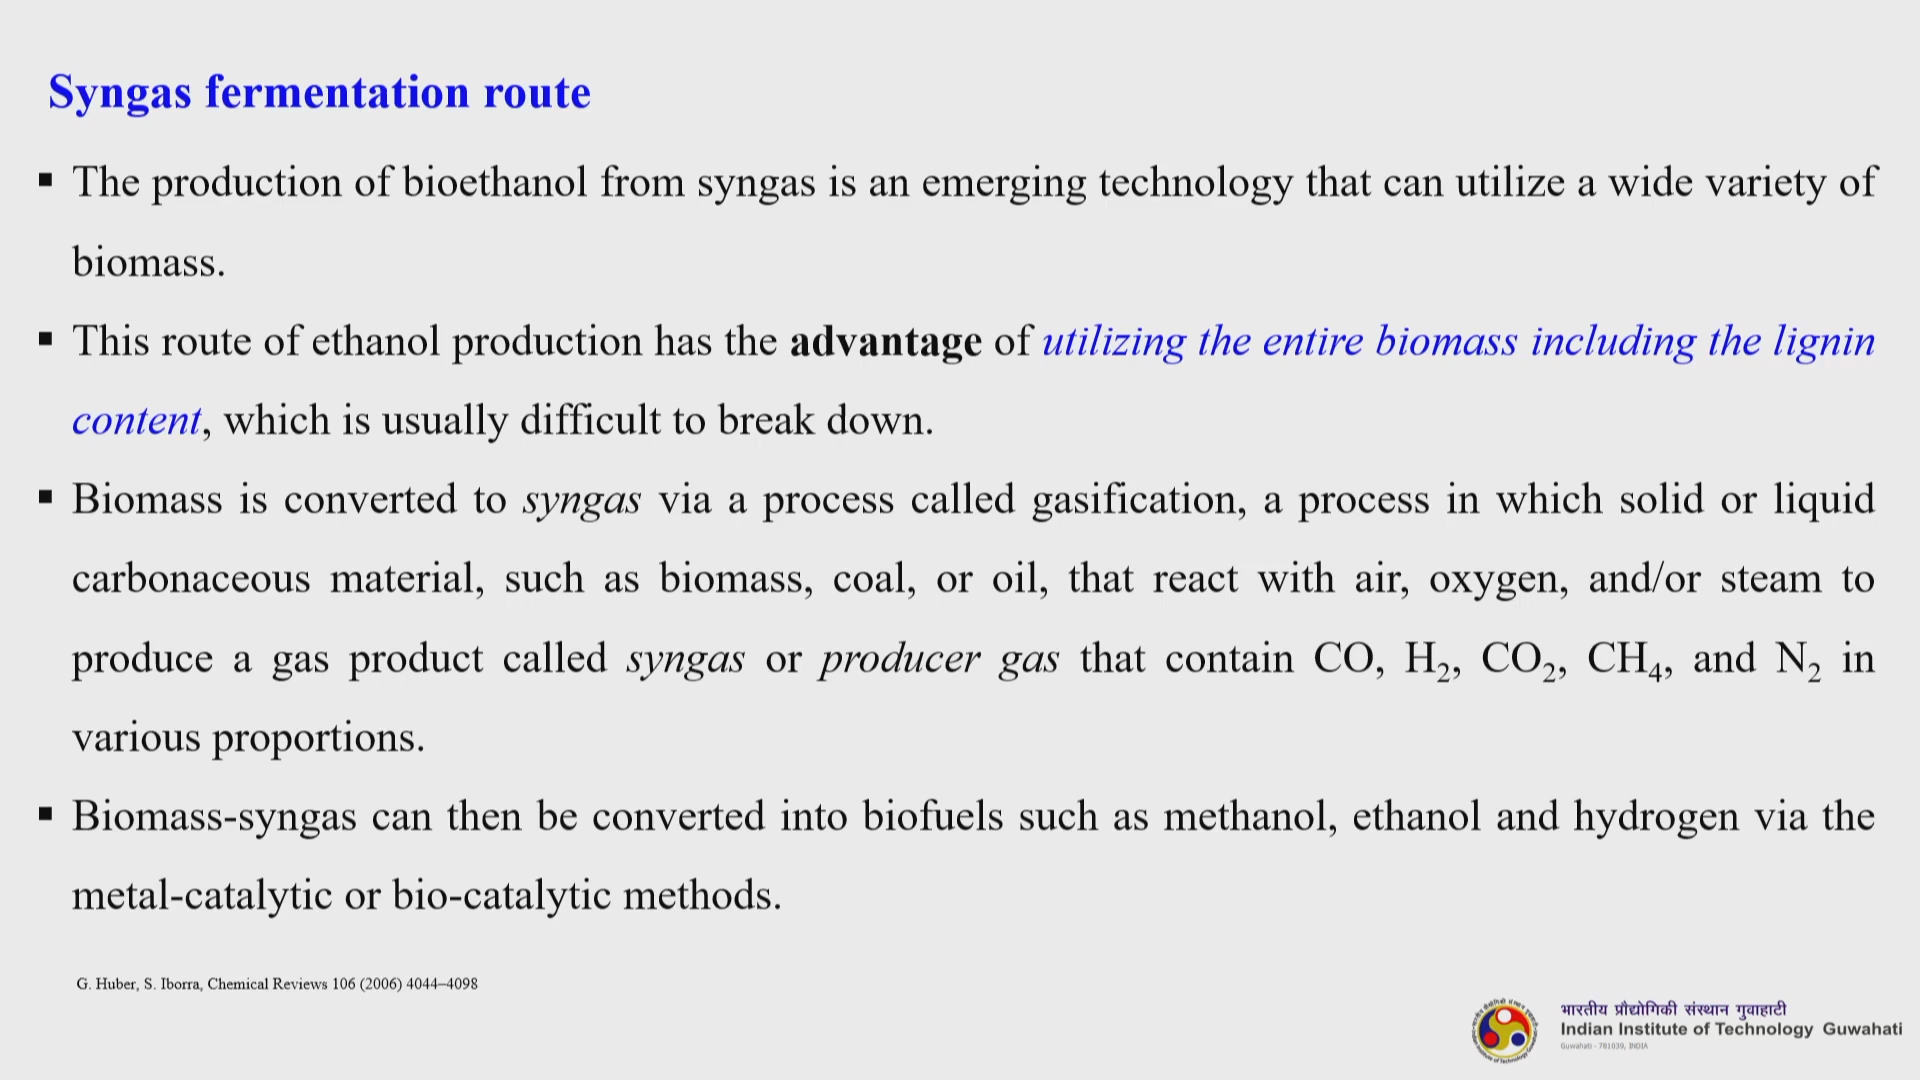 Syngas fermentation route
▪ The production of bioethanol from syngas is an emerging technology that can utilize a wide variety of
biomass.
▪ This route of ethanol production has the advantage of utilizing the entire biomass including the lignin
content, which is usually difficult to break down.
▪ Biomass is converted to syngas via a process called gasification, a process in which solid or liquid
carbonaceous material, such as biomass, coal, or oil, that react with air, oxygen, and/or steam to
produce a gas product called syngas or producer gas that contain CO, H₂, CO₂, CH₄, and N₂ in
various proportions.
▪ Biomass-syngas can then be converted into biofuels such as methanol, ethanol and hydrogen via the
metal-catalytic or bio-catalytic methods.
G. Huber, S. Iborra, Chemical Reviews 106 (2006) 4044–4098
भारतीय प्रौद्योगिकी संस्थान गुवाहाटी
Indian Institute of Technology Guwahati
Guwahati - 781039, INDIA